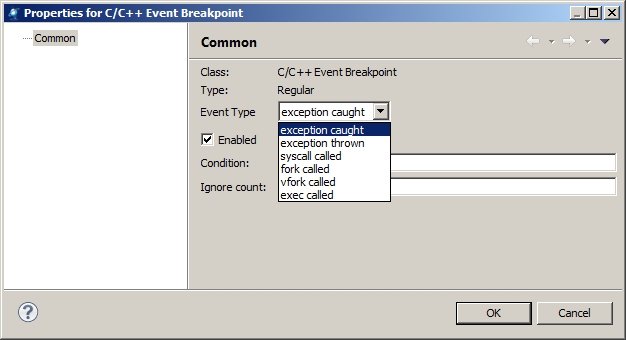 Properties for C/C++ Event Breakpoint
Common
Common
Class: C/C++ Event Breakpoint
Type: Regular
Event Type exception caught
exception caught
Enabled exception thrown
syscall called
Condition: fork called
vfork called
Ignore count: exec called
? OK Cancel